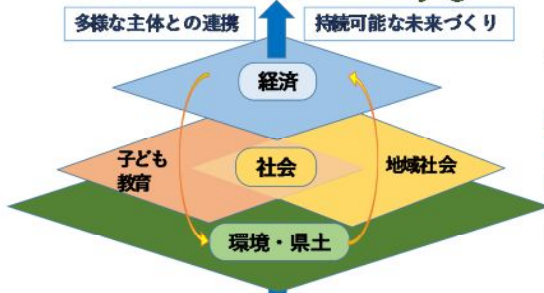 多様な主体との連携
持続可能な未来づくり
経済
子ども
教育
社会
地域社会
環境・県土